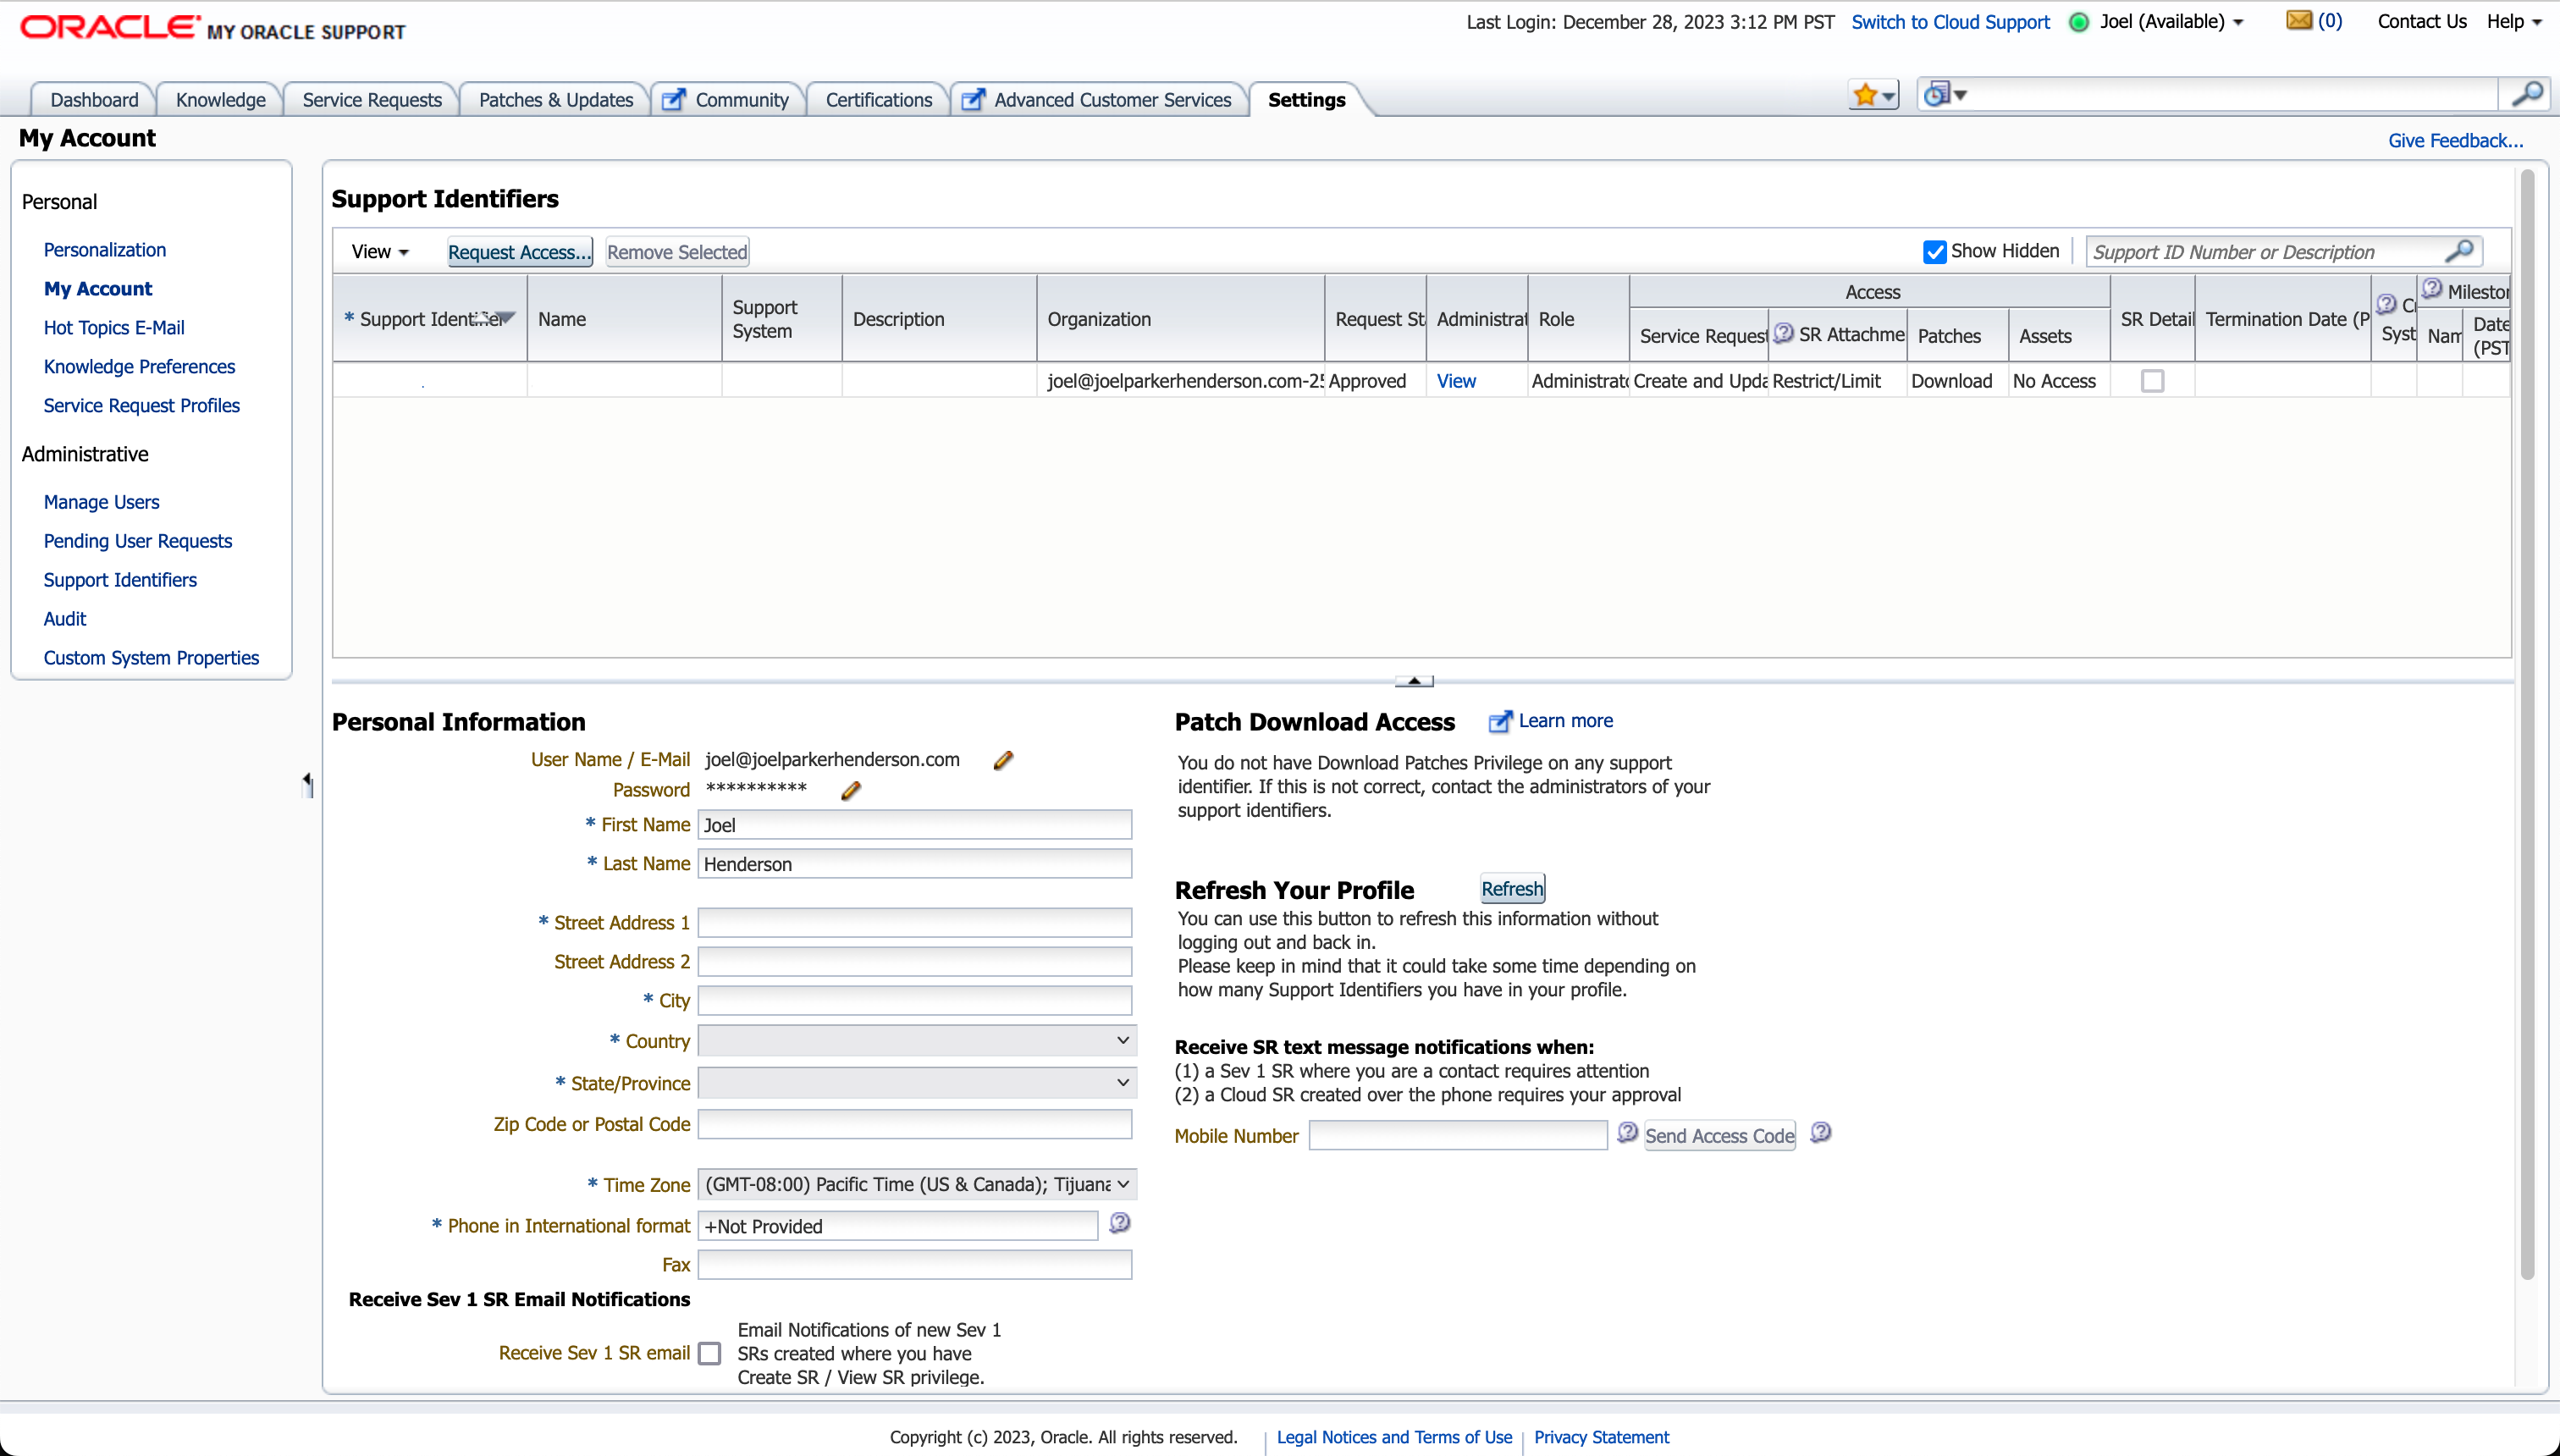 ORACLE MY ORACLE SUPPORT
Last Login: December 28, 2023 3:12 PM PST Switch to Cloud Support Joel (Available) (0) Contact Us Help
Dashboard Knowledge Service Requests Patches & Updates Community Certifications Advanced Customer Services Settings
My Account
Give Feedback...
Personal
Personalization
My Account
Hot Topics E-Mail
Knowledge Preferences
Service Request Profiles
Administrative
Manage Users
Pending User Requests
Support Identifiers
Audit
Custom System Properties
Support Identifiers
View Request Access... Remove Selected Show Hidden Support ID Number or Description
* Support Identifier Name Support System Description Organization Request St Administrat Role Access SR Detail Termination Date (P C Syst Milestor
Service Request SR Attachme Patches Assets Nam Date (PST
joel@joelparkerhenderson.com-25 Approved View Administrato Create and Upda Restrict/Limit Download No Access
Personal Information
User Name / E-Mail joel@joelparkerhenderson.com
Password **********
* First Name Joel
* Last Name Henderson
* Street Address 1
Street Address 2
* City
* Country
* State/Province
Zip Code or Postal Code
* Time Zone (GMT-08:00) Pacific Time (US & Canada); Tijuana
* Phone in International format +Not Provided
Fax
Receive Sev 1 SR Email Notifications
Receive Sev 1 SR email
Email Notifications of new Sev 1
SRs created where you have
Create SR / View SR privilege.
Patch Download Access Learn more
You do not have Download Patches Privilege on any support
identifier. If this is not correct, contact the administrators of your
support identifiers.
Refresh Your Profile Refresh
You can use this button to refresh this information without
logging out and back in.
Please keep in mind that it could take some time depending on
how many Support Identifiers you have in your profile.
Receive SR text message notifications when:
(1) a Sev 1 SR where you are a contact requires attention
(2) a Cloud SR created over the phone requires your approval
Mobile Number Send Access Code
Copyright (c) 2023, Oracle. All rights reserved. Legal Notices and Terms of Use Privacy Statement